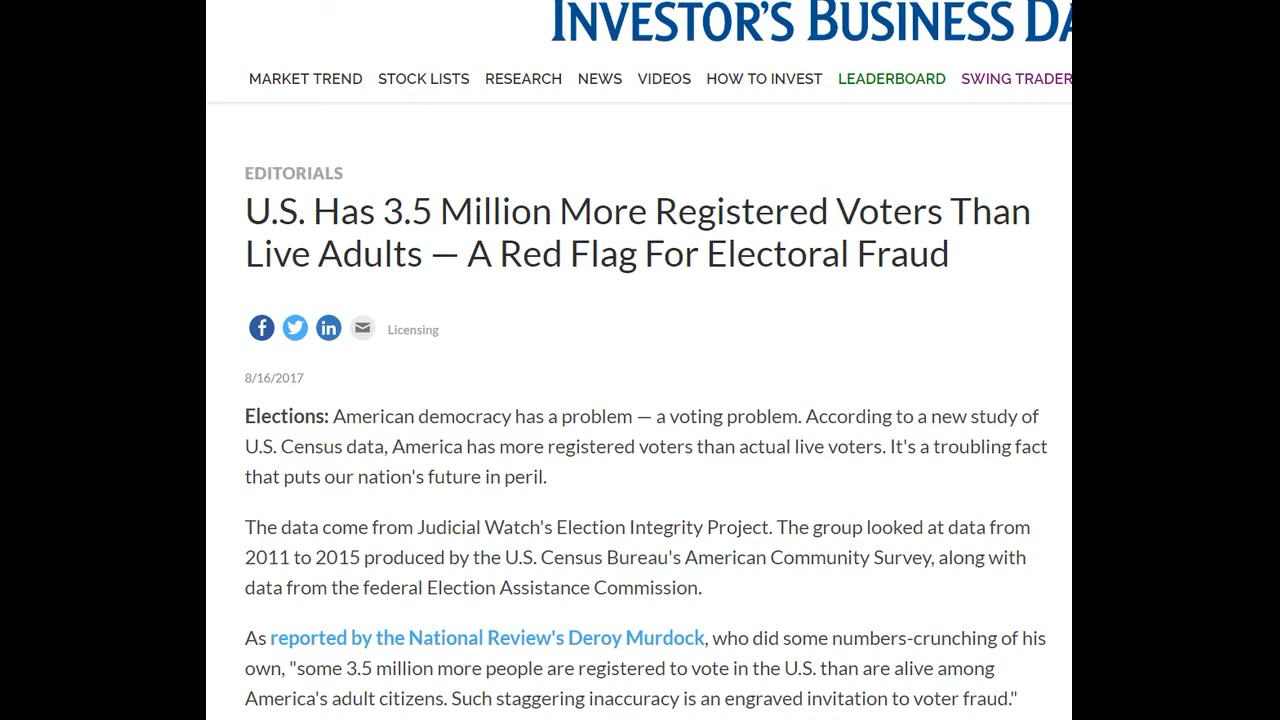 INVESTOR'S BUSINESS DA
MARKET TREND STOCK LISTS RESEARCH NEWS VIDEOS HOW TO INVEST LEADERBOARD SWING TRADER
EDITORIALS
U.S. Has 3.5 Million More Registered Voters Than
Live Adults — A Red Flag For Electoral Fraud
Licensing
8/16/2017
Elections: American democracy has a problem — a voting problem. According to a new study of
U.S. Census data, America has more registered voters than actual live voters. It's a troubling fact
that puts our nation's future in peril.
The data come from Judicial Watch's Election Integrity Project. The group looked at data from
2011 to 2015 produced by the U.S. Census Bureau's American Community Survey, along with
data from the federal Election Assistance Commission.
As reported by the National Review's Deroy Murdock, who did some numbers-crunching of his
own, "some 3.5 million more people are registered to vote in the U.S. than are alive among
America's adult citizens. Such staggering inaccuracy is an engraved invitation to voter fraud."